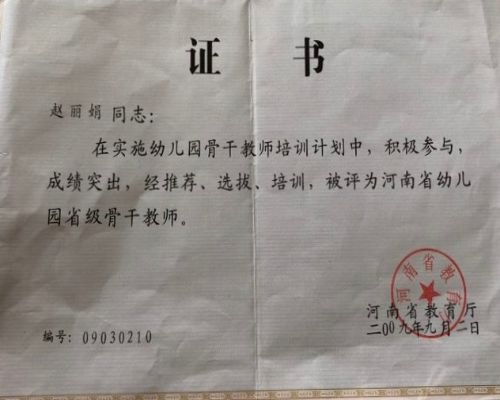 证 书
赵丽娟 同志：
在实施幼儿园骨干教师培训计划中，积极参与，
成绩突出，经推荐、选拔、培训，被评为河南省幼儿
园省级骨干教师。
河南省教育厅
河南省教育厅
二00九年九月二日
编号：09030210